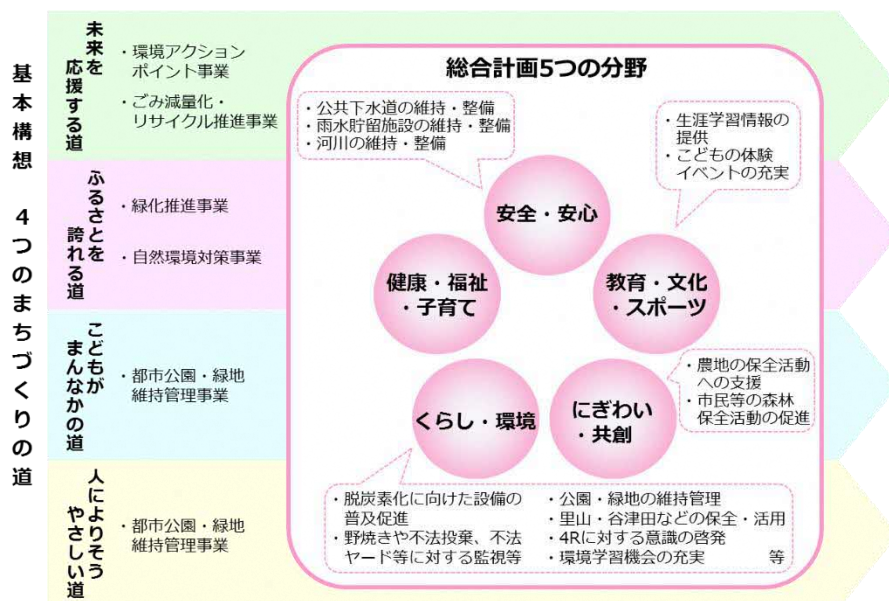 基本構想 4つのまちづくりの道
未来を
応援する道
・環境アクション
ポイント事業
・ごみ減量化・
リサイクル推進事業
ふるさとを
誇れる道
・緑化推進事業
・自然環境対策事業
こどもが
まんなかの道
・都市公園・緑地
維持管理事業
人によりそう
やさしい道
・都市公園・緑地
維持管理事業
総合計画5つの分野
・公共下水道の維持・整備
・雨水貯留施設の維持・整備
・河川の維持・整備
・生涯学習情報の
提供
・こどもの体験
イベントの充実
安全・安心
健康・福祉
・子育て
教育・文化
・スポーツ
くらし・環境
にぎわい
・共創
・農地の保全活動
への支援
・市民等の森林
保全活動の促進
・脱炭素化に向けた設備の
普及促進
・野焼きや不法投棄、不法
ヤード等に対する監視等
・公園・緑地の維持管理
・里山・谷津田などの保全・活用
・4Rに対する意識の啓発
・環境学習機会の充実 等